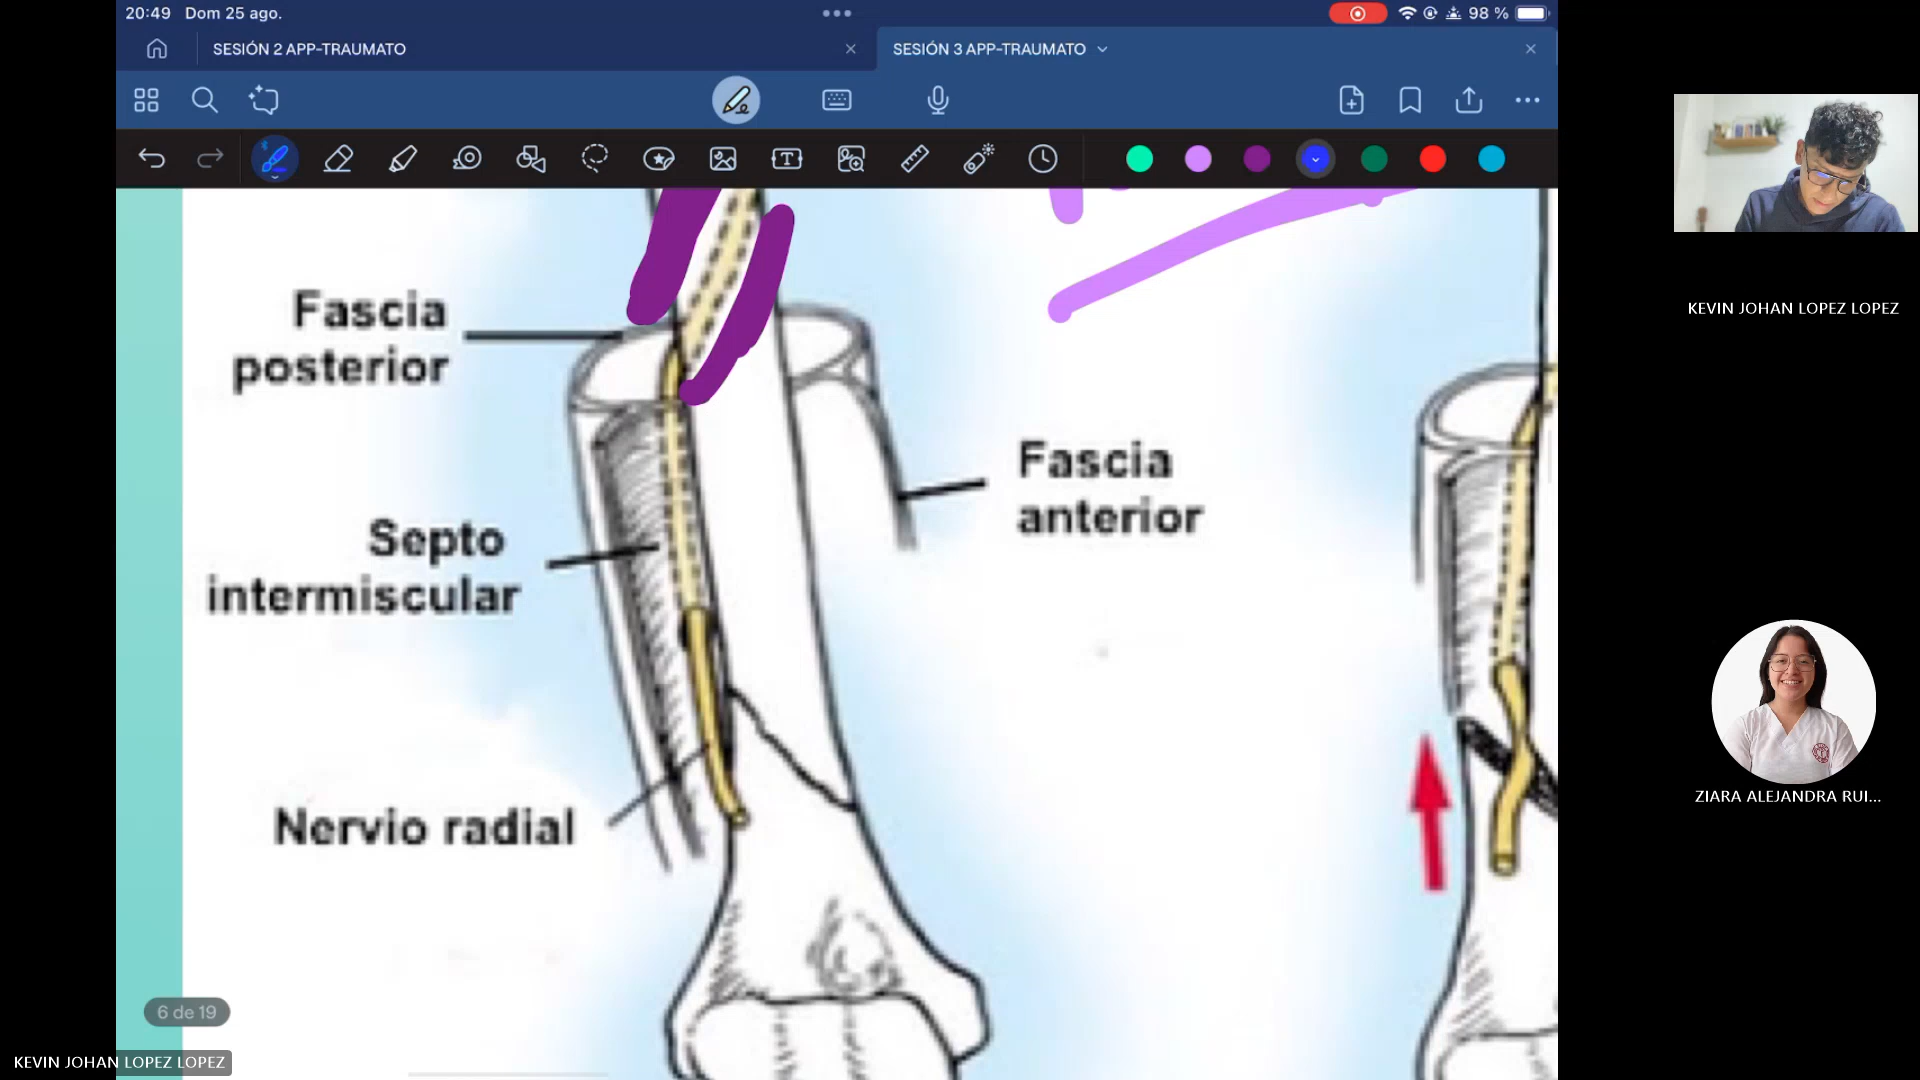 20:49 Dom 25 ago.
98 %
SESIÓN 2 APP-TRAUMATO
SESIÓN 3 APP-TRAUMATO
Fascia
posterior
Fascia
anterior
Septo
intermiscular
Nervio radial
6 de 19
KEVIN JOHAN LOPEZ LOPEZ
KEVIN JOHAN LOPEZ LOPEZ
ZIARA ALEJANDRA RUI...